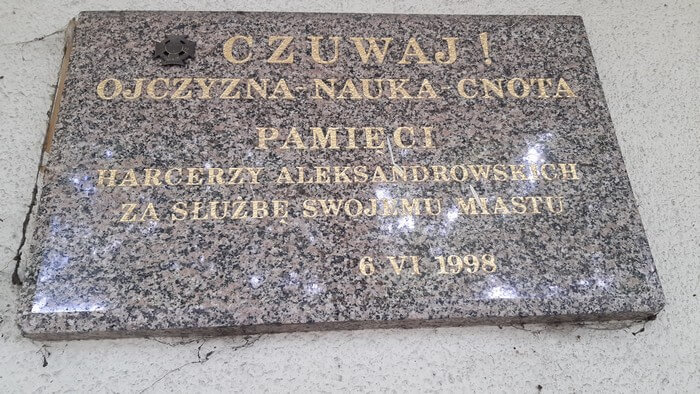 CZUWAJ!
OJCZYZNA-NAUKA-CNOTA
PAMIĘCI
HARCERZY ALEKSANDROWSKICH
ZA SŁUŻBĘ SWOJEMU MIASTU
6 VI 1998